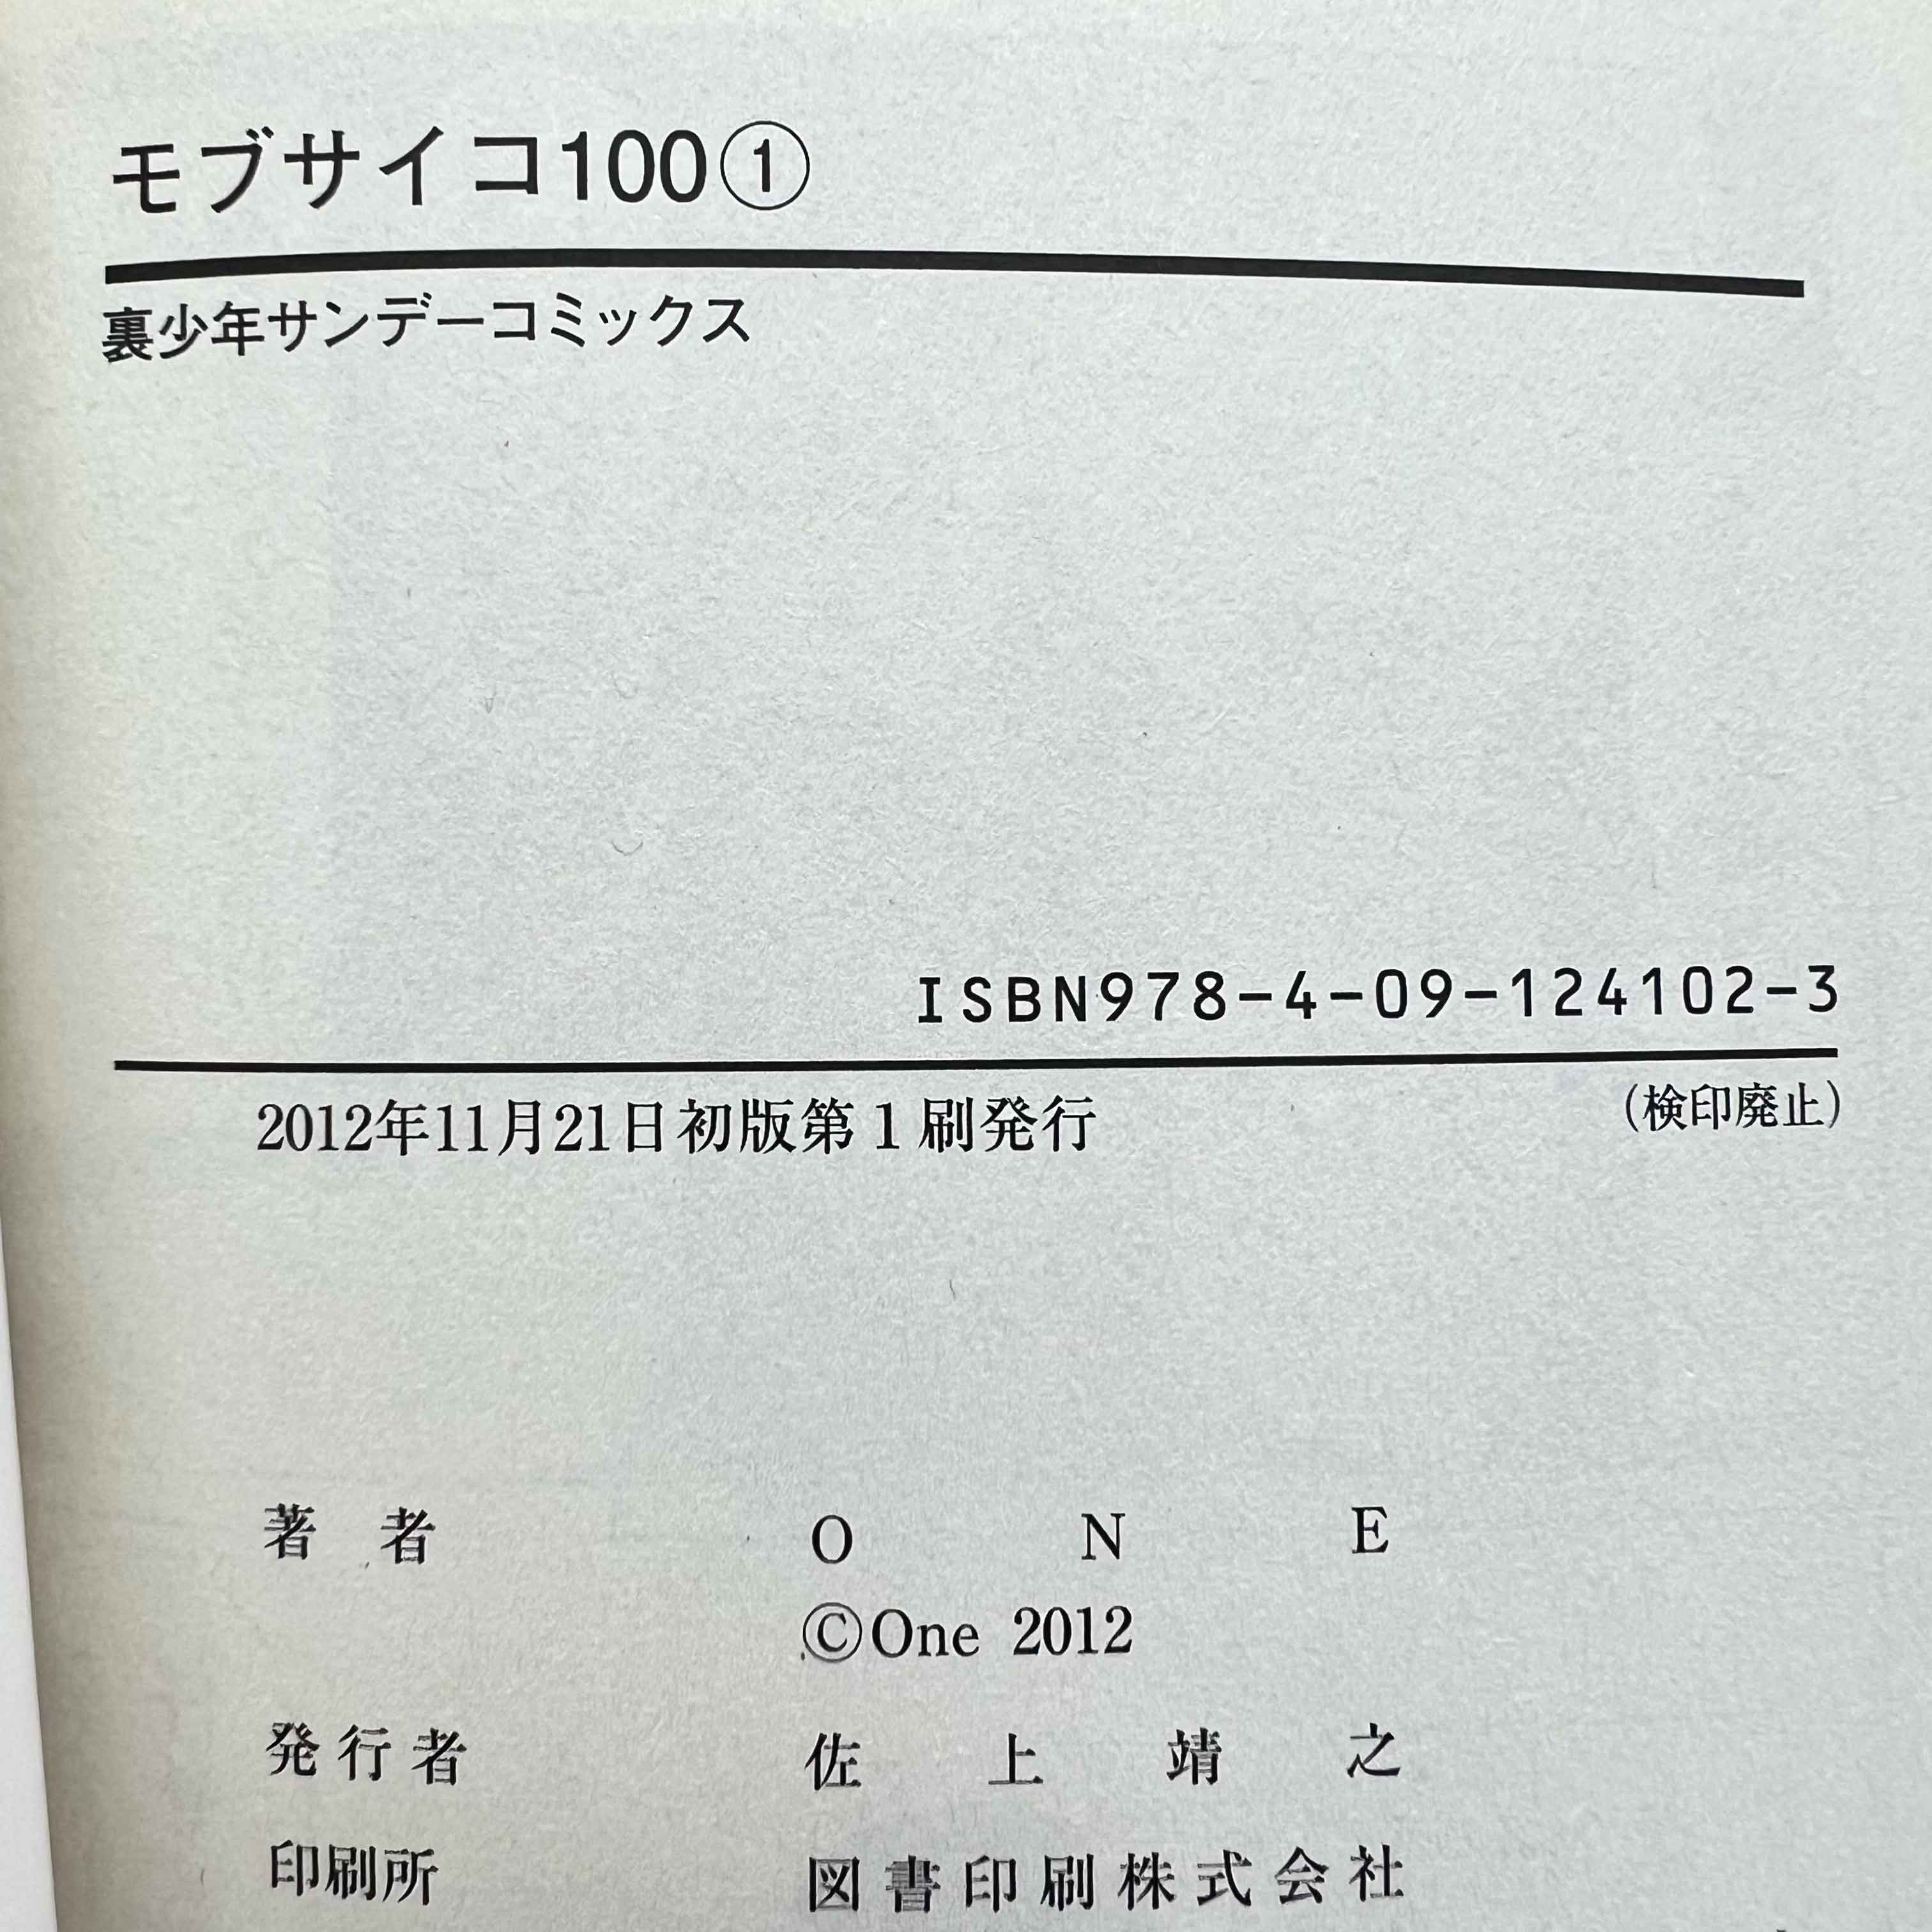 モブサイコ100①
裏少年サンデーコミックス
ISBN978-4-09-124102-3
2012年11月21日初版第1刷発行
(検印廃止)
著者 ONE
©One 2012
発行者 佐上靖之
印刷所 図書印刷株式会社